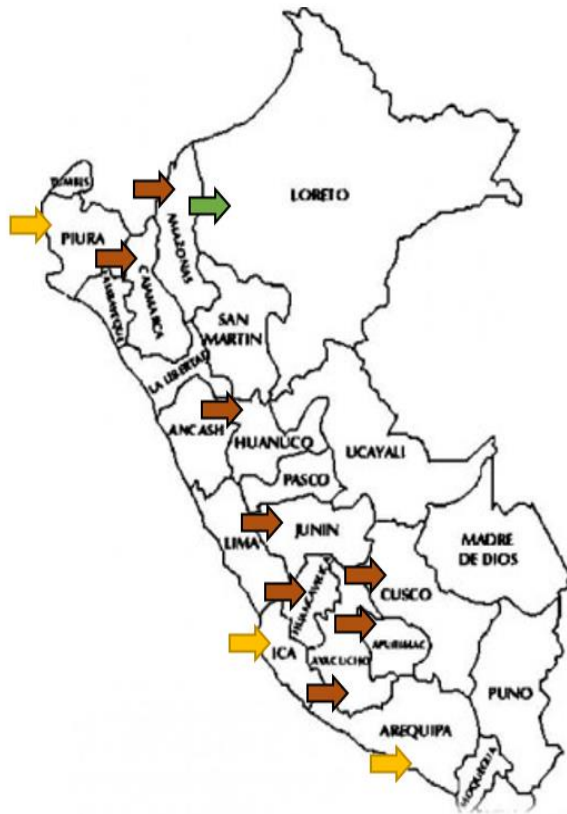 TUMBES
LORETO
PIURA
AMAZONAS
CAJAMARCA
LAMBAYEQUE
SAN
MARTIN
LA LIBERTAD
ANCASH
HUANUCO
UCAYALI
PASCO
LIMA
JUNIN
MADRE
DE DIOS
HUANCAVELICA
CUSCO
ICA
AYACUCHO
APURIMAC
PUNO
AREQUIPA
MOQUEGUA